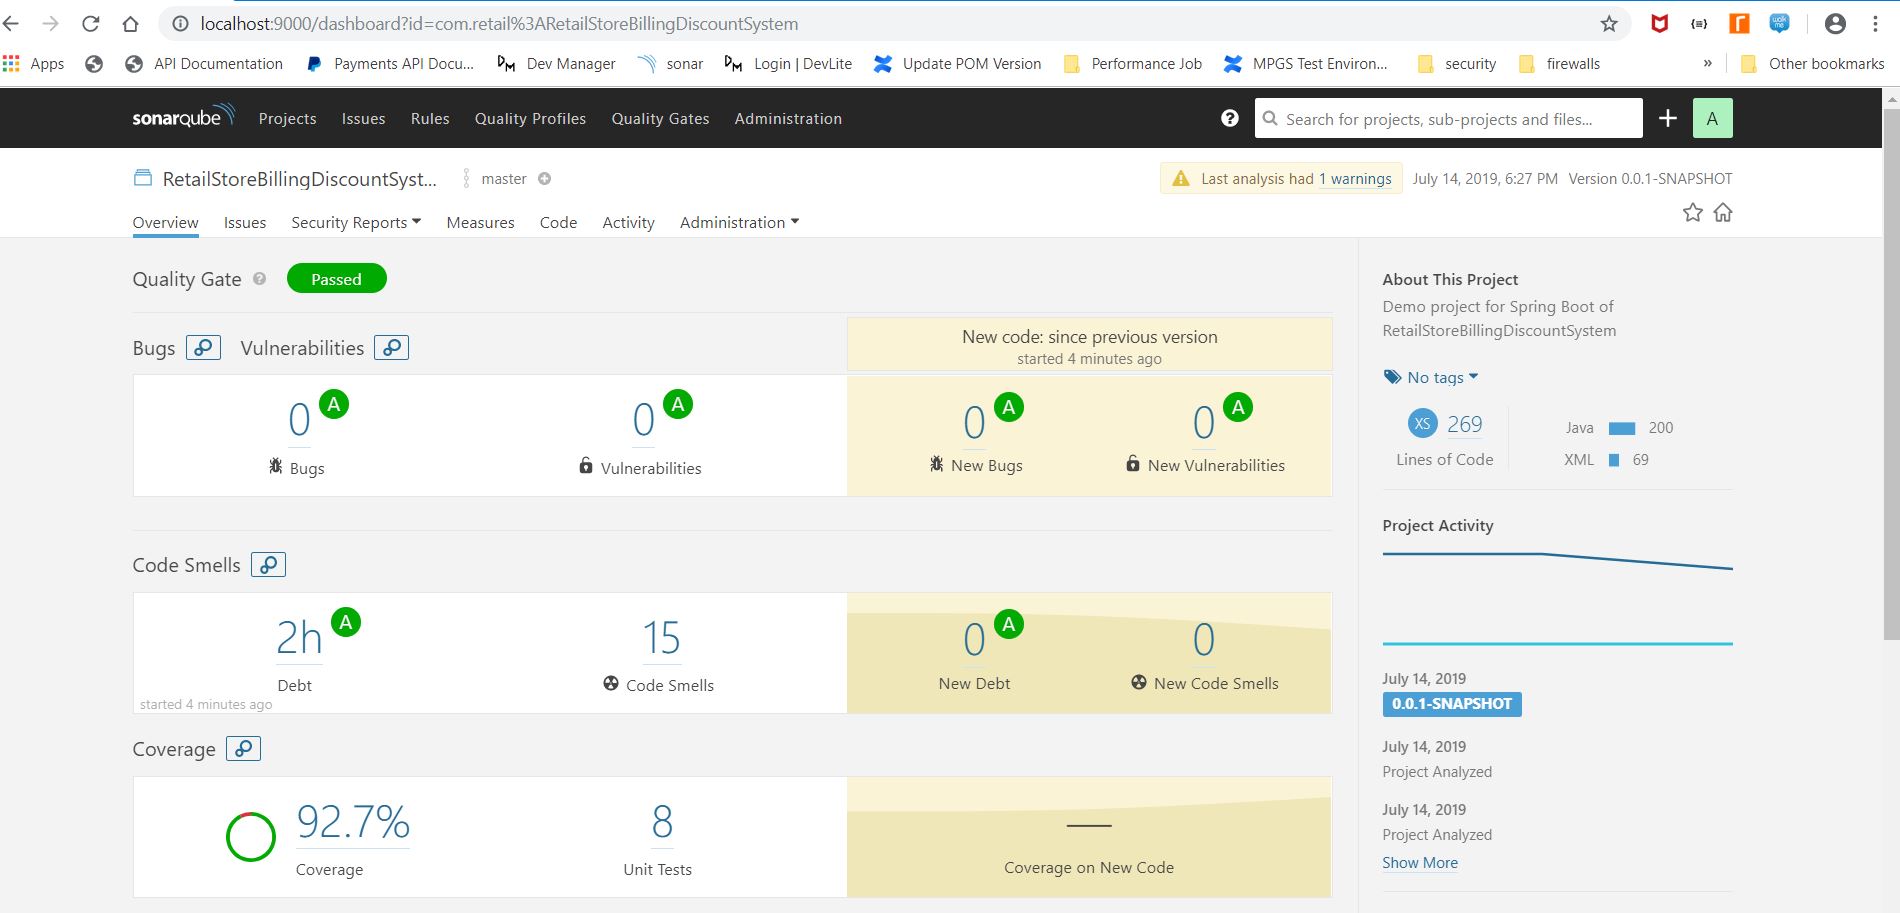 localhost:9000/dashboard?id=com.retail%3ARetailStoreBillingDiscountSystem
Apps API Documentation Payments API Docu... Dev Manager sonar Login | DevLite Update POM Version Performance Job MPGS Test Environ... security firewalls » Other bookmarks
sonarqube Projects Issues Rules Quality Profiles Quality Gates Administration ? Search for projects, sub-projects and files... + A
RetailStoreBillingDiscountSyst... master Last analysis had 1 warnings July 14, 2019, 6:27 PM Version 0.0.1-SNAPSHOT
Overview Issues Security Reports Measures Code Activity Administration
Quality Gate ? Passed
Bugs Vulnerabilities
New code: since previous version
started 4 minutes ago
0 A 0 A 0 A 0 A
Bugs Vulnerabilities New Bugs New Vulnerabilities
Code Smells
2h A 15 0 A 0
Debt Code Smells New Debt New Code Smells
started 4 minutes ago
Coverage
92.7% 8 —
Coverage Unit Tests Coverage on New Code
About This Project
Demo project for Spring Boot of
RetailStoreBillingDiscountSystem
No tags
XS 269 Java 200
Lines of Code XML 69
Project Activity
July 14, 2019
0.0.1-SNAPSHOT
July 14, 2019
Project Analyzed
July 14, 2019
Project Analyzed
Show More